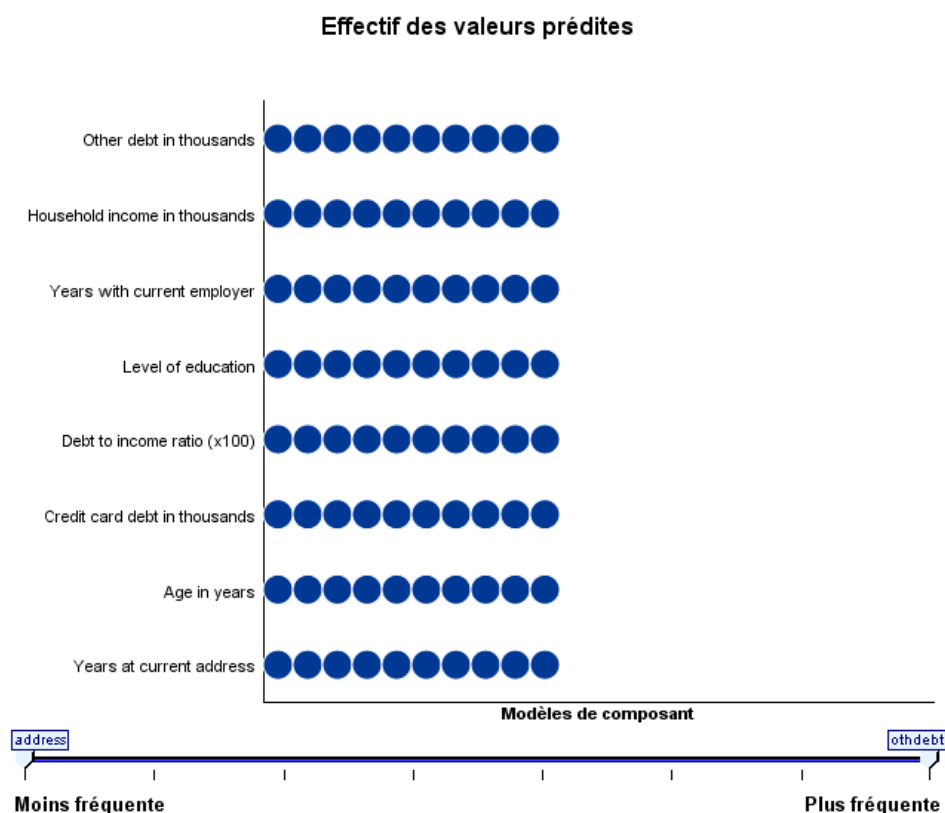 Effectif des valeurs prédites
Other debt in thousands
Household income in thousands
Years with current employer
Level of education
Debt to income ratio (x100)
Credit card debt in thousands
Age in years
Years at current address
Modèles de composant
address
othdebt
Moins fréquente
Plus fréquente